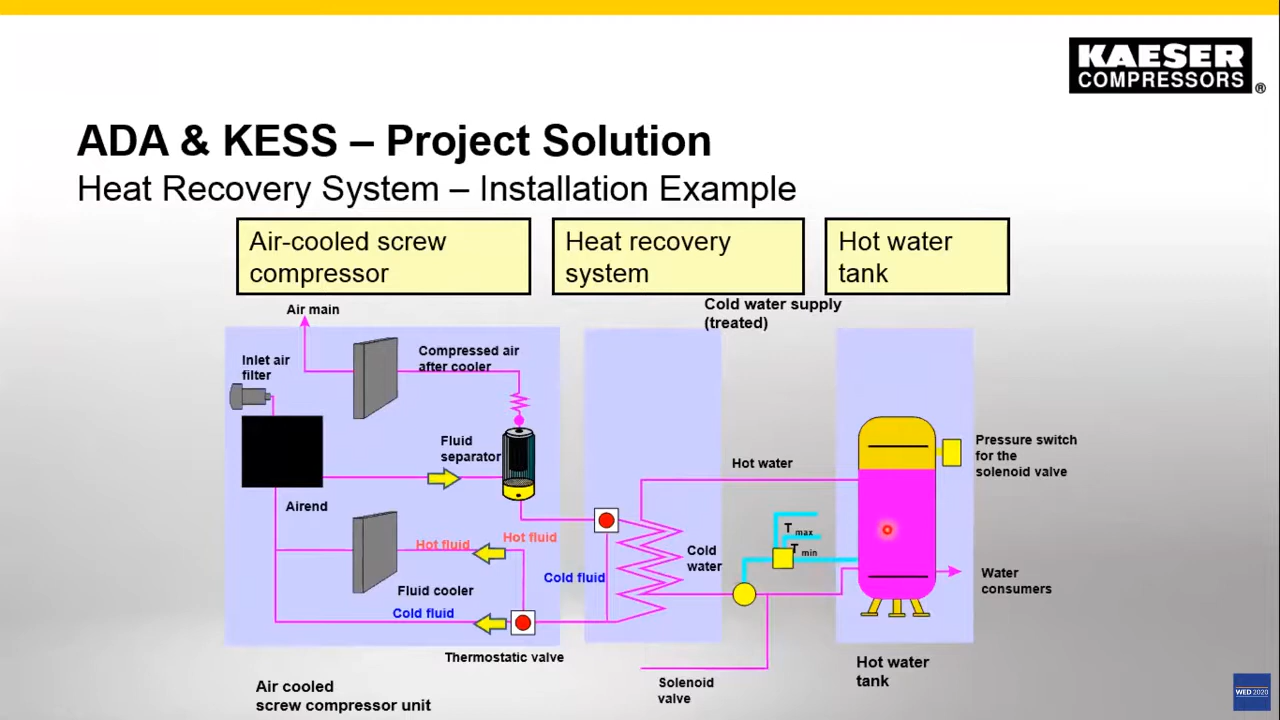 KAESER
COMPRESSORS ®
ADA & KESS – Project Solution
Heat Recovery System – Installation Example
Air-cooled screw
compressor
Heat recovery
system
Hot water
tank
Air main
Cold water supply
(treated)
Inlet air
filter
Compressed air
after cooler
Fluid
separator
Airend
Hot water
Pressure switch
for the
solenoid valve
Hot fluid
Hot fluid
T max
T min
Cold
water
Cold fluid
Fluid cooler
Cold fluid
Water
consumers
Thermostatic valve
Solenoid
valve
Hot water
tank
Air cooled
screw compressor unit
WED 2020